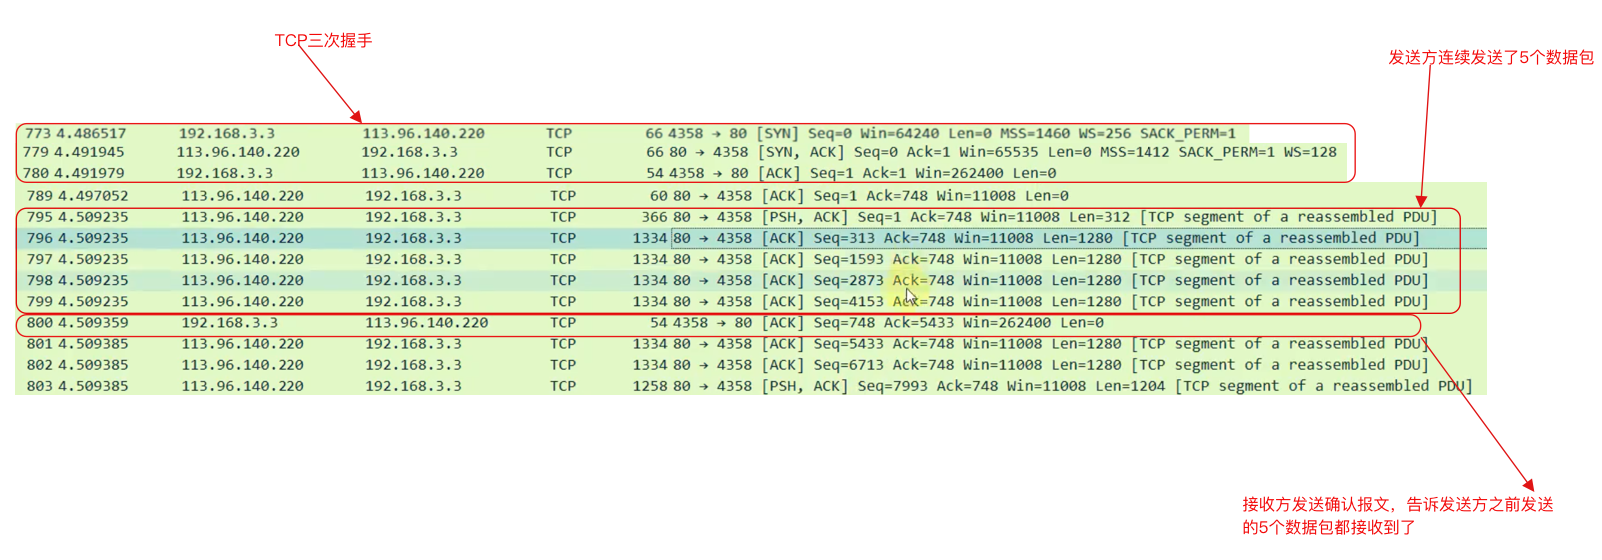 TCP三次握手
发送方连续发送了5个数据包
773 4.486517 192.168.3.3 113.96.140.220 TCP 66 4358 → 80 [SYN] Seq=0 Win=64240 Len=0 MSS=1460 WS=256 SACK_PERM=1
779 4.491945 113.96.140.220 192.168.3.3 TCP 66 80 → 4358 [SYN, ACK] Seq=0 Ack=1 Win=65535 Len=0 MSS=1412 SACK_PERM=1 WS=128
780 4.491979 192.168.3.3 113.96.140.220 TCP 54 4358 → 80 [ACK] Seq=1 Ack=1 Win=262400 Len=0
789 4.497052 113.96.140.220 192.168.3.3 TCP 60 80 → 4358 [ACK] Seq=1 Ack=748 Win=11008 Len=0
795 4.509235 113.96.140.220 192.168.3.3 TCP 366 80 → 4358 [PSH, ACK] Seq=1 Ack=748 Win=11008 Len=312 [TCP segment of a reassembled PDU]
796 4.509235 113.96.140.220 192.168.3.3 TCP 1334 80 → 4358 [ACK] Seq=313 Ack=748 Win=11008 Len=1280 [TCP segment of a reassembled PDU]
797 4.509235 113.96.140.220 192.168.3.3 TCP 1334 80 → 4358 [ACK] Seq=1593 Ack=748 Win=11008 Len=1280 [TCP segment of a reassembled PDU]
798 4.509235 113.96.140.220 192.168.3.3 TCP 1334 80 → 4358 [ACK] Seq=2873 Ack=748 Win=11008 Len=1280 [TCP segment of a reassembled PDU]
799 4.509235 113.96.140.220 192.168.3.3 TCP 1334 80 → 4358 [ACK] Seq=4153 Ack=748 Win=11008 Len=1280 [TCP segment of a reassembled PDU]
800 4.509359 192.168.3.3 113.96.140.220 TCP 54 4358 → 80 [ACK] Seq=748 Ack=5433 Win=262400 Len=0
801 4.509385 113.96.140.220 192.168.3.3 TCP 1334 80 → 4358 [ACK] Seq=5433 Ack=748 Win=11008 Len=1280 [TCP segment of a reassembled PDU]
802 4.509385 113.96.140.220 192.168.3.3 TCP 1334 80 → 4358 [ACK] Seq=6713 Ack=748 Win=11008 Len=1280 [TCP segment of a reassembled PDU]
803 4.509385 113.96.140.220 192.168.3.3 TCP 1258 80 → 4358 [PSH, ACK] Seq=7993 Ack=748 Win=11008 Len=1204 [TCP segment of a reassembled PDU]
接收方发送确认报文，告诉发送方之前发送
的5个数据包都接收到了